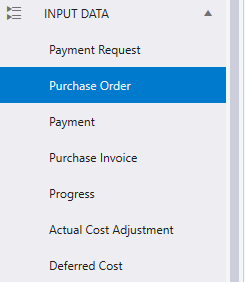 INPUT DATA
Payment Request
Purchase Order
Payment
Purchase Invoice
Progress
Actual Cost Adjustment
Deferred Cost